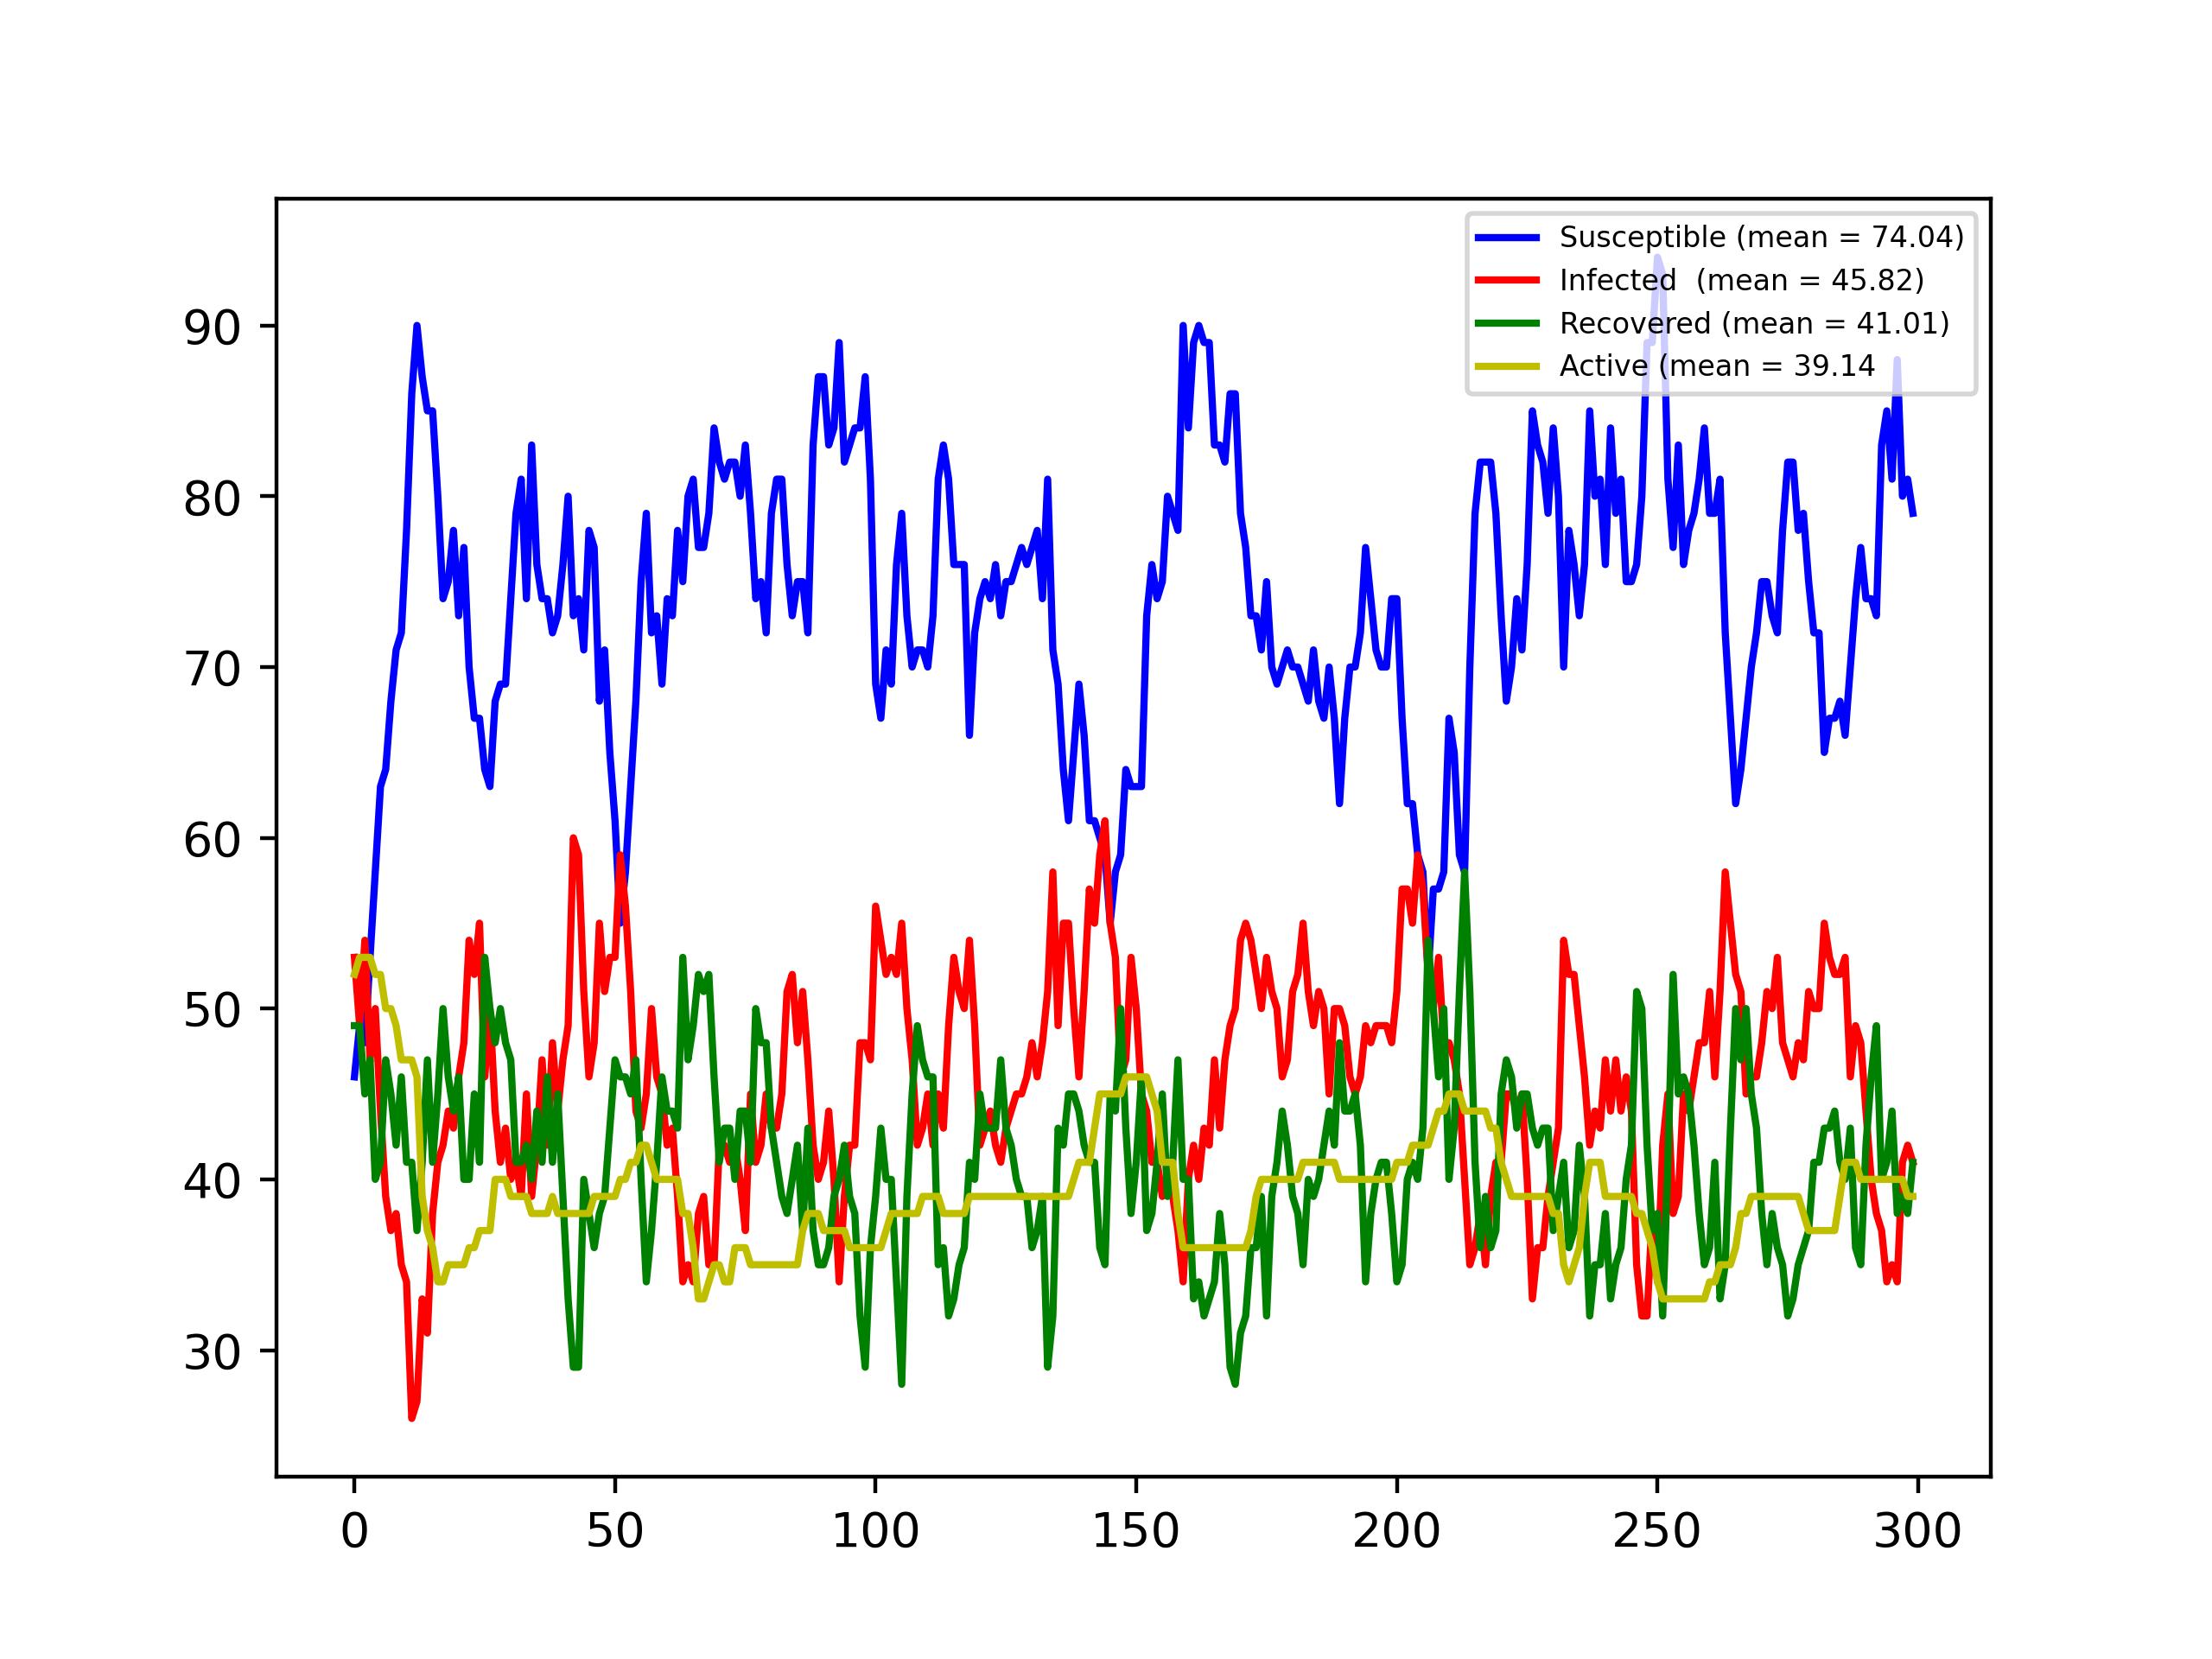 Susceptible (mean = 74.04)
Infected  (mean = 45.82)
Recovered (mean = 41.01)
Active (mean = 39.14
90
80
70
60
50
40
30
0 50 100 150 200 250 300